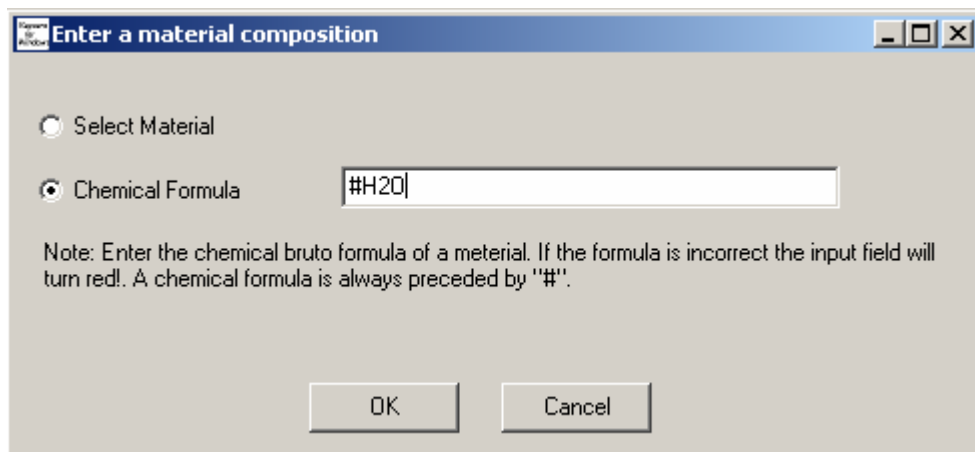 Enter a material composition
Select Material
Chemical Formula #H2O
Note: Enter the chemical bruto formula of a meterial. If the formula is incorrect the input field will
turn red!. A chemical formula is always preceded by "#".
OK Cancel